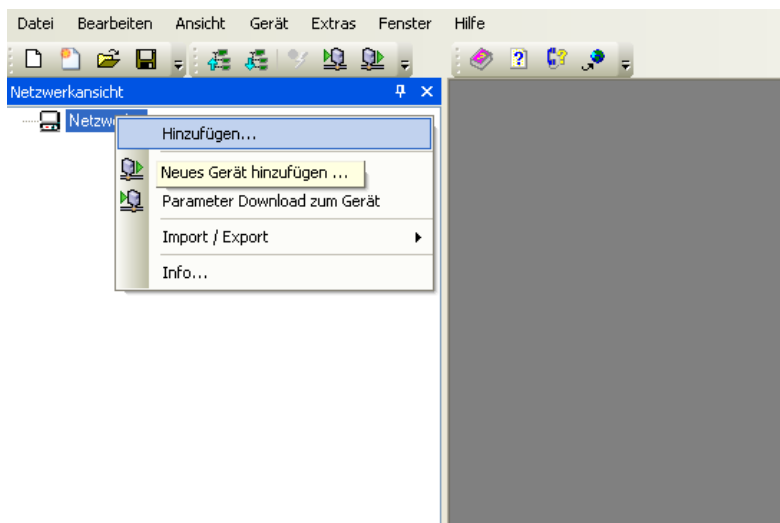 Datei Bearbeiten Ansicht Gerät Extras Fenster Hilfe
Netzwerkansicht
Hinzufügen...
Neues Gerät hinzufügen ...
Parameter Download zum Gerät
Import / Export
Info...